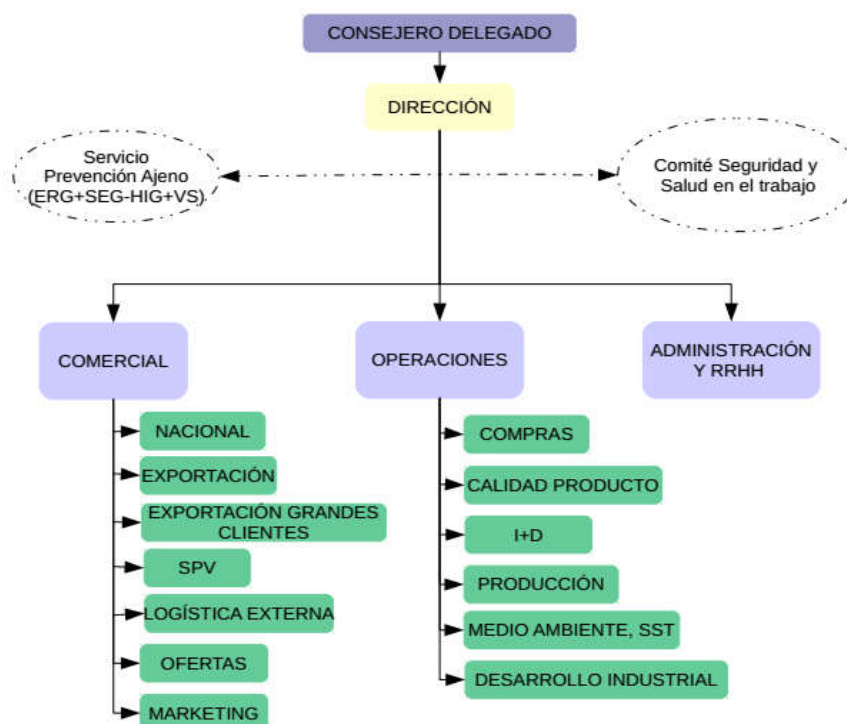 CONSEJERO DELEGADO
DIRECCIÓN
Servicio
Prevención Ajeno
(ERG+SEG-HIG+VS)
Comité Seguridad y
Salud en el trabajo
COMERCIAL
NACIONAL
EXPORTACIÓN
EXPORTACIÓN GRANDES
CLIENTES
SPV
LOGÍSTICA EXTERNA
OFERTAS
MARKETING
OPERACIONES
COMPRAS
CALIDAD PRODUCTO
I+D
PRODUCCIÓN
MEDIO AMBIENTE, SST
DESARROLLO INDUSTRIAL
ADMINISTRACIÓN
Y RRHH